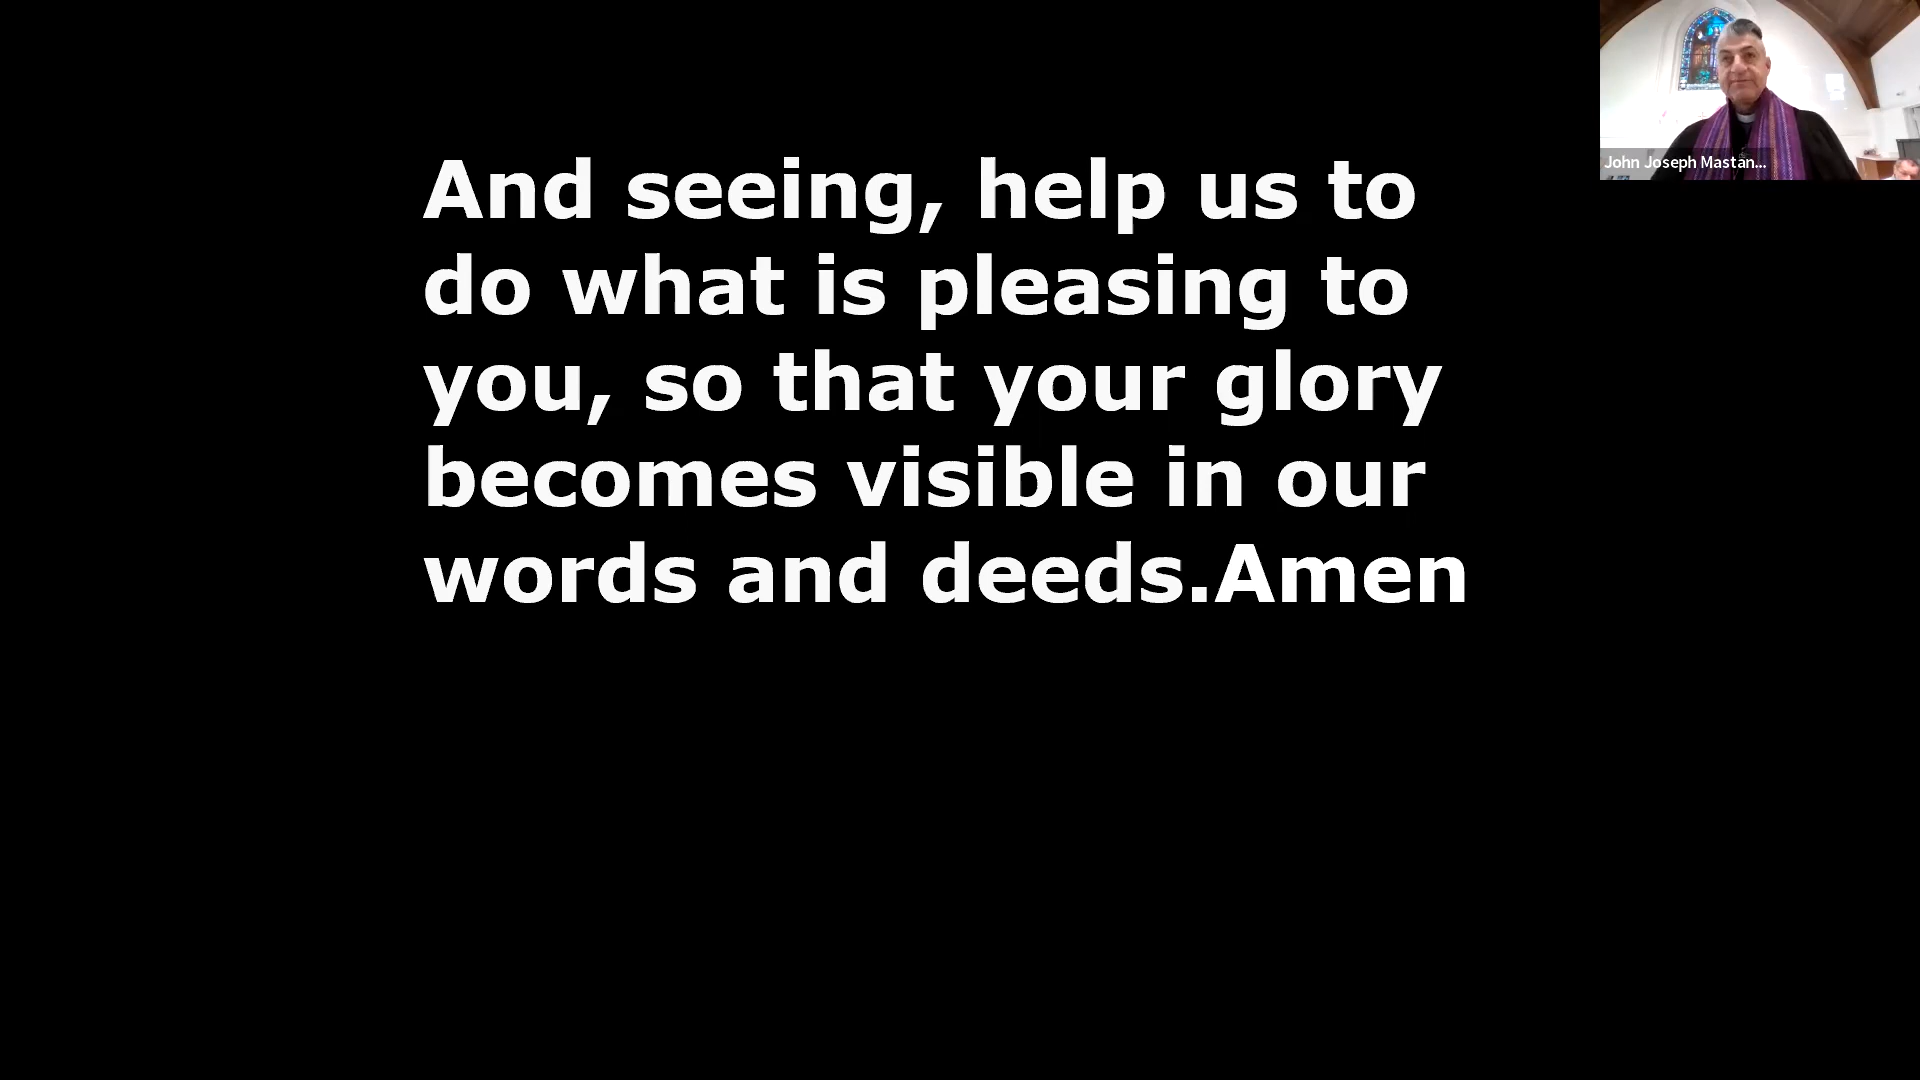 And seeing, help us to
do what is pleasing to
you, so that your glory
becomes visible in our
words and deeds.Amen
John Joseph Mastan...